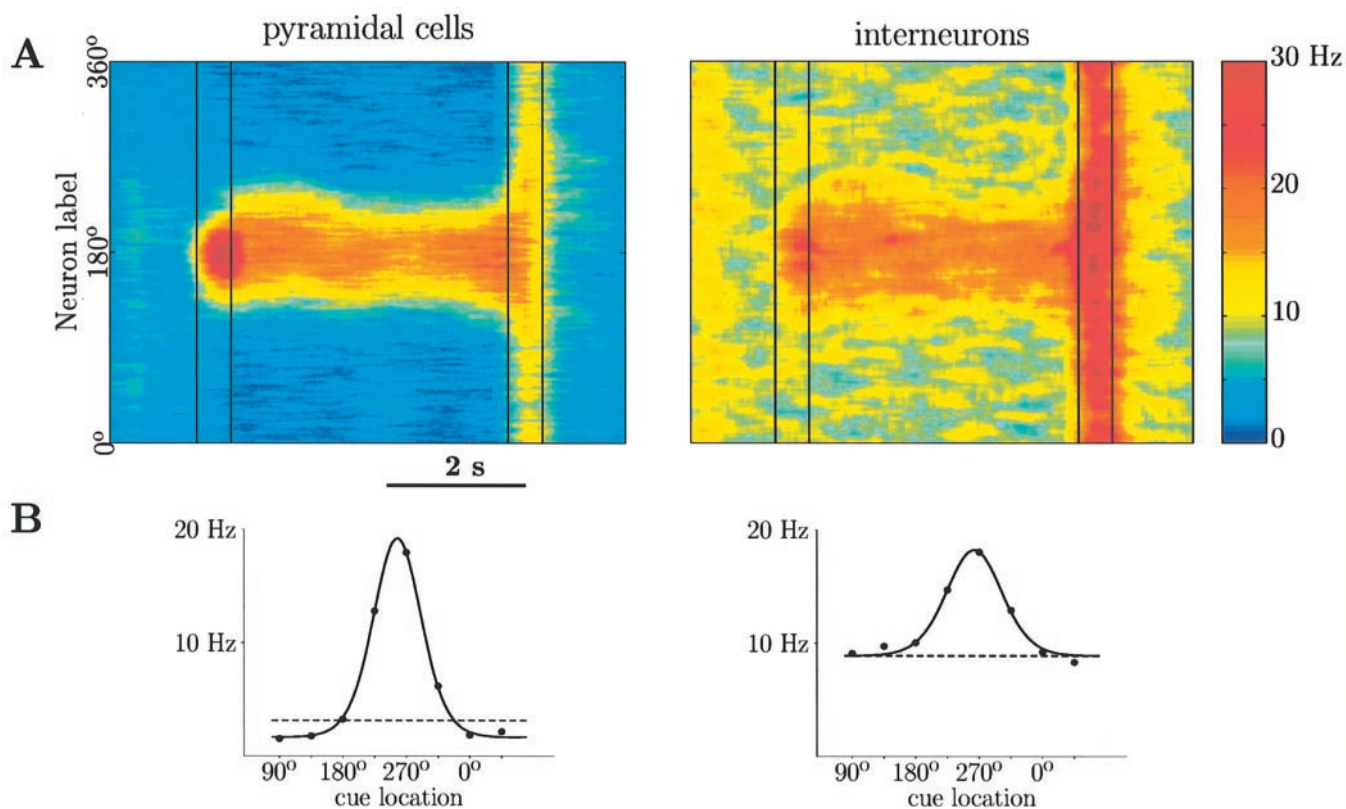 A
pyramidal cells
interneurons
Neuron label
360°
180°
0°
30 Hz
20
10
0
2 s
B
20 Hz
10 Hz
90° 180° 270° 0°
cue location
20 Hz
10 Hz
90° 180° 270° 0°
cue location